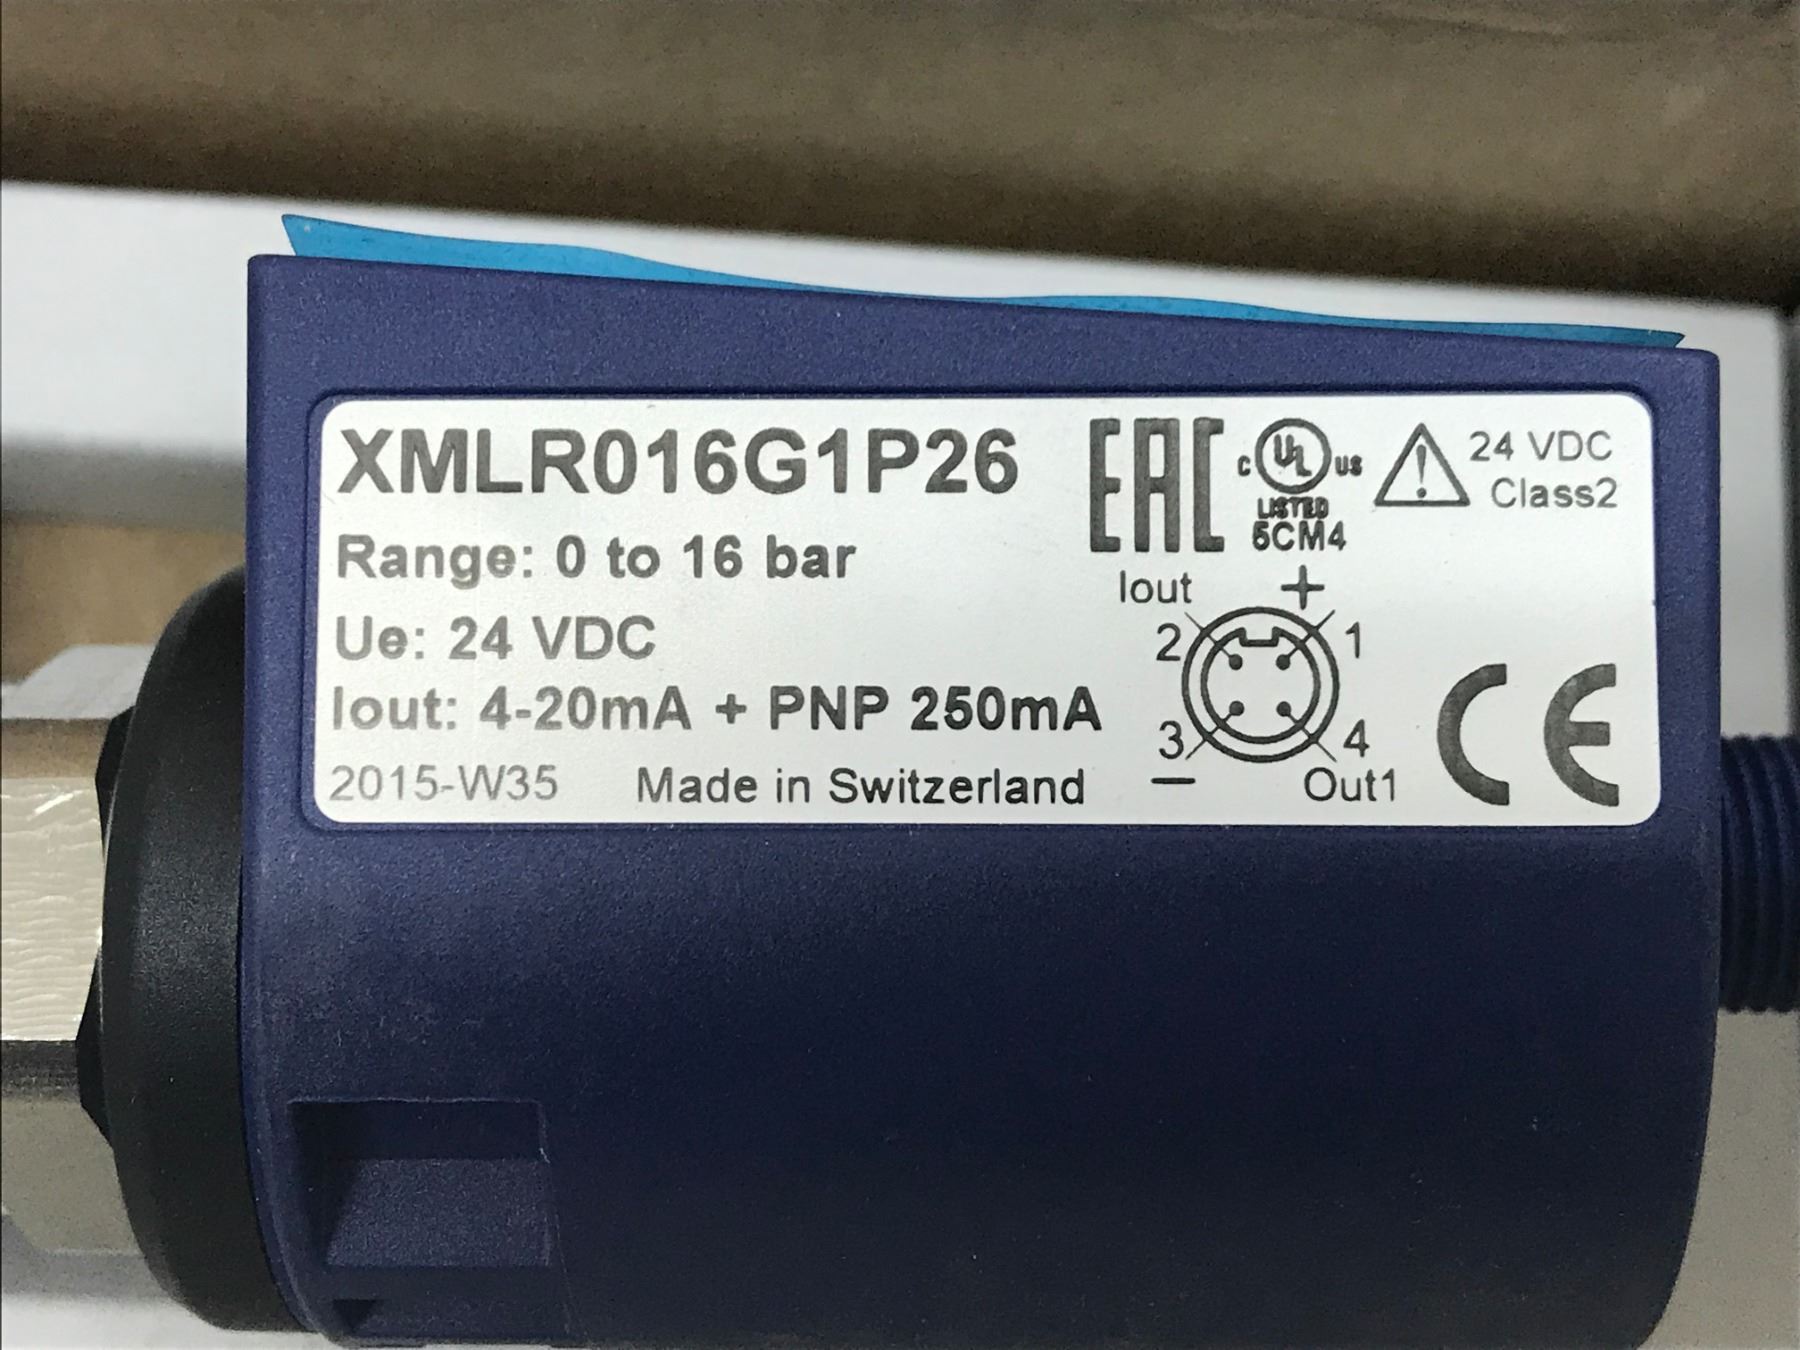 XMLR016G1P26
Range: 0 to 16 bar
Ue: 24 VDC
Iout: 4-20mA + PNP 250mA
2015-W35 Made in Switzerland
EAC
c UL us
LISTED
5CM4
24 VDC
Class2
Iout +
2 1
3 4
– Out1
CE